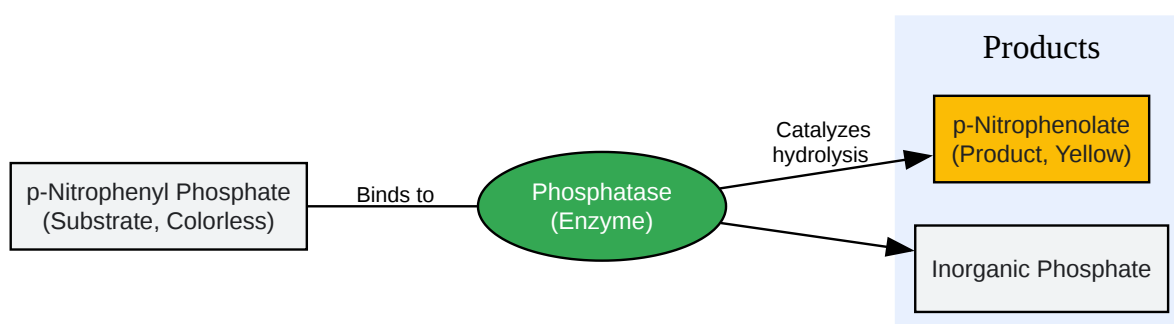 p-Nitrophenyl Phosphate
(Substrate, Colorless)
Binds to
Phosphatase
(Enzyme)
Catalyzes
hydrolysis
Products
p-Nitrophenolate
(Product, Yellow)
Inorganic Phosphate